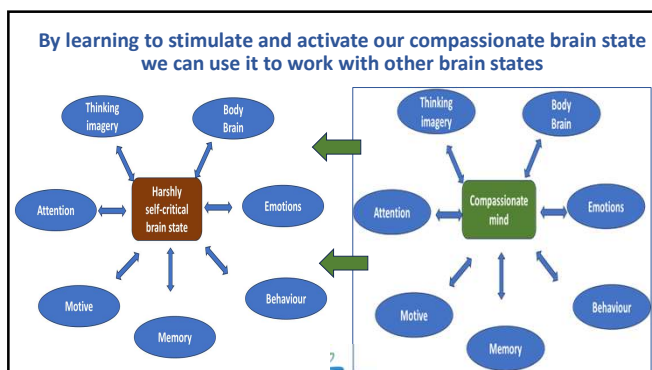 By learning to stimulate and activate our compassionate brain state
we can use it to work with other brain states
Thinking
imagery
Body
Brain
Attention
Harshly
self-critical
brain state
Emotions
Motive
Memory
Behaviour
Thinking
imagery
Body
Brain
Attention
Compassionate
mind
Emotions
Motive
Memory
Behaviour